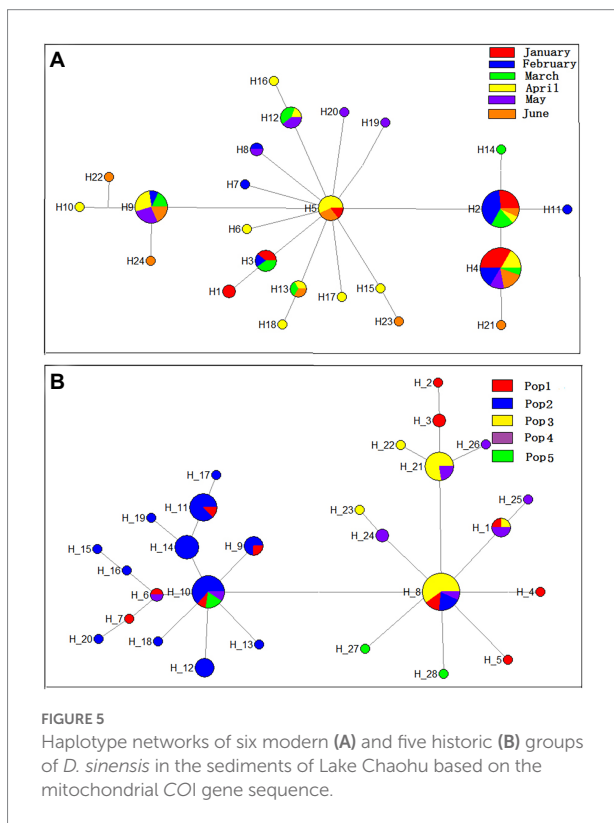 A
January
February
March
April
May
June
H16
H12
H20
H19
H8
H14
H22
H7
H10
H9
H5
H2
H11
H6
H24
H3
H4
H1
H13
H17
H15
H18
H23
H21
B
Pop1
Pop2
Pop3
Pop4
Pop5
H_2
H_3
H_22
H_26
H_17
H_21
H_11
H_23
H_25
H_19
H_1
H_14
H_9
H_24
H_15
H_16
H_10
H_8
H_4
H_6
H_7
H_20
H_18
H_13
H_27
H_5
H_12
H_28
FIGURE 5
Haplotype networks of six modern (A) and five historic (B) groups
of D. sinensis in the sediments of Lake Chaohu based on the
mitochondrial COI gene sequence.